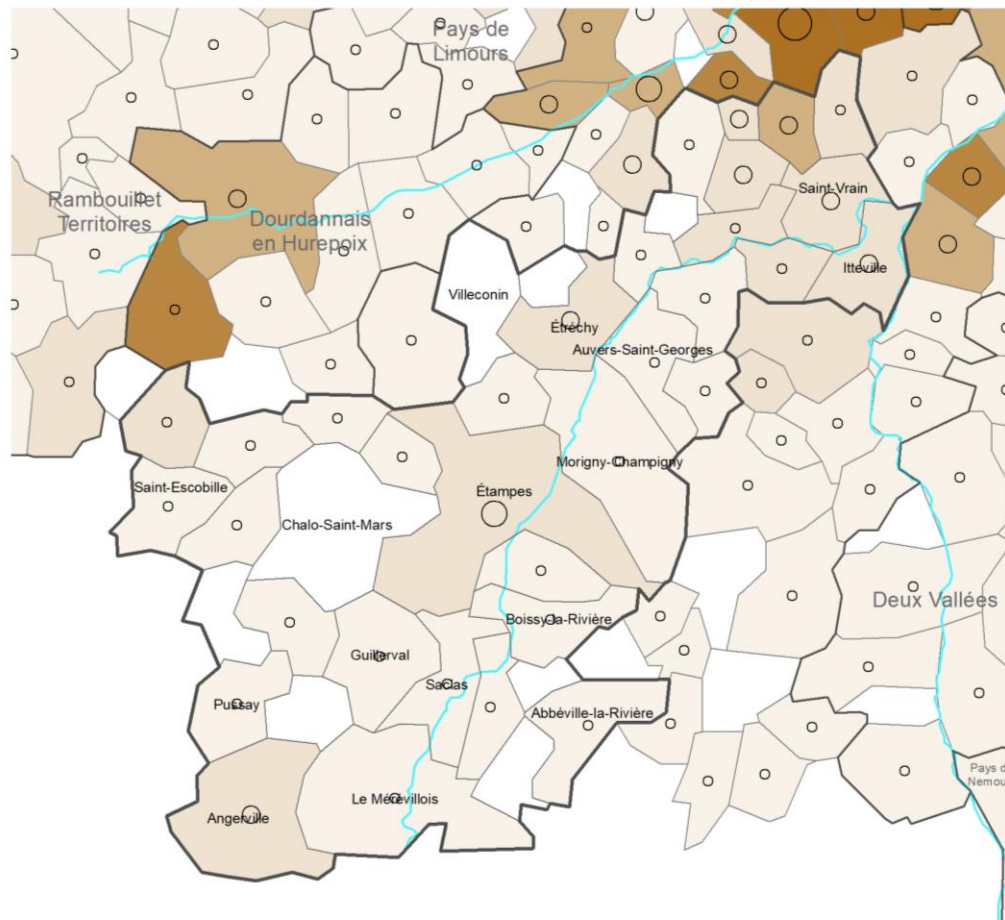 Pays de
Limours
Saint-Vrain
Rambouillet
Territoires
Dourdannais
en Hurepoix
Itteville
Villeconin
Étréchy
Auvers-Saint-Georges
Morigny-Champigny
Saint-Escobille
Étampes
Chalo-Saint-Mars
Deux Vallées
Boissy-la-Rivière
Guillerval
Saclas
Pussay
Abbéville-la-Rivière
Pays d
Nemou
Le Mérévillois
Angerville